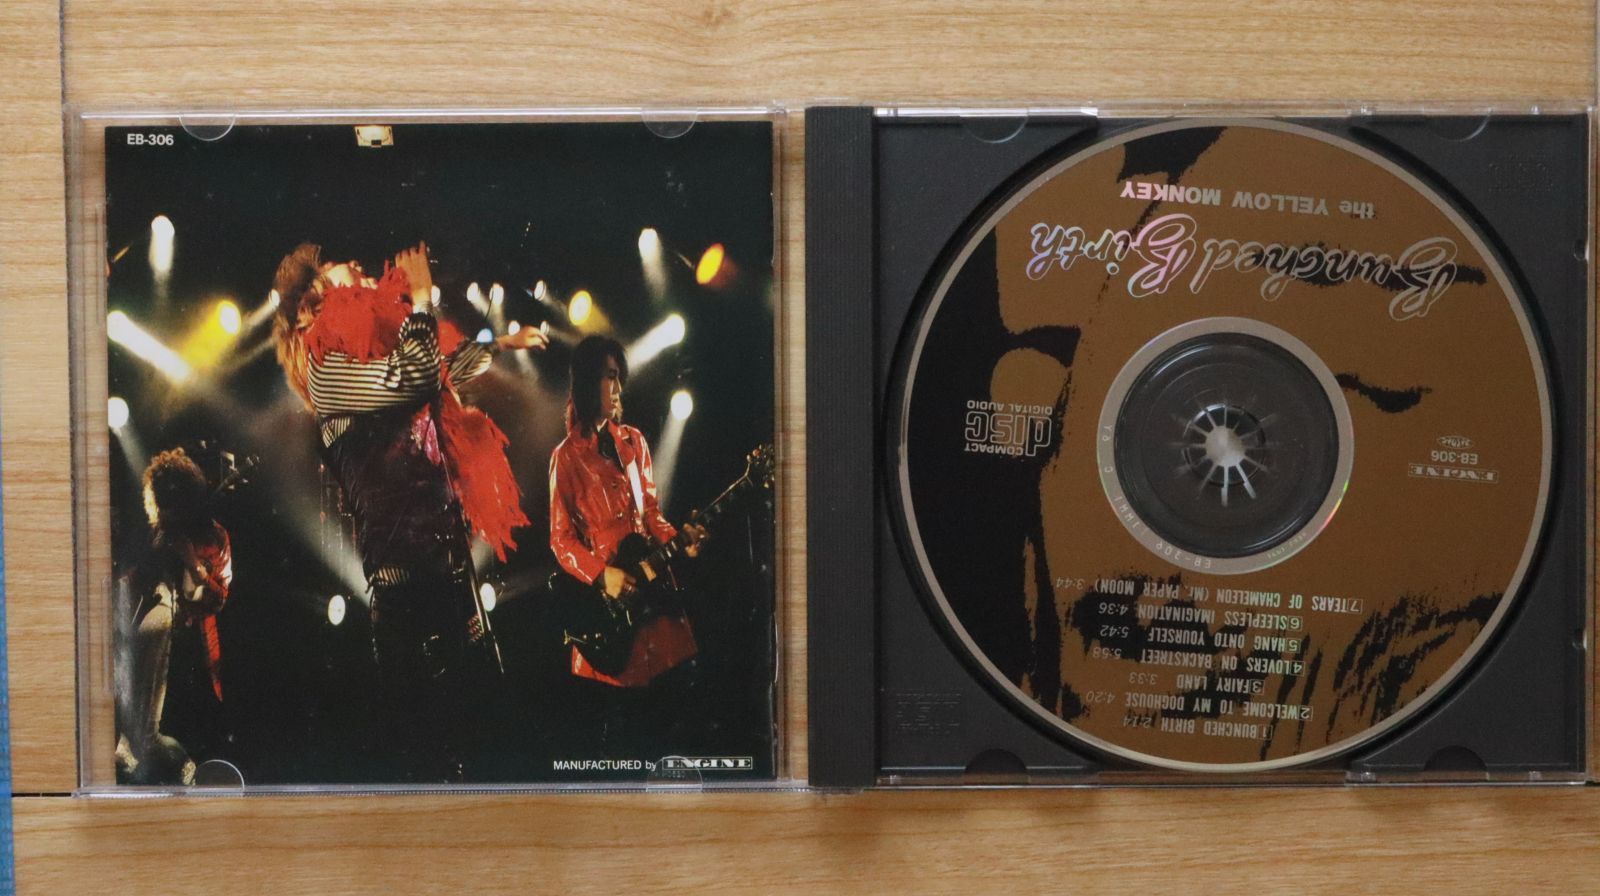 EB-306
MANUFACTURED by ENGINE
the YELLOW MONKEY
Bunched Birth
COMPACT
disc
DIGITAL AUDIO
ENGINE
EB-306
1 BUNCHED BIRTH 2:14
2 WELCOME TO MY DOGHOUSE 4:20
3 FAIRY LAND 3:33
4 LOVERS ON BACKSTREET 5:58
5 HANG ONTO YOURSELF 5:42
6 SLEEPLESS IMAGINATION 4:36
7 TEARS OF CHAMELEON (MR. PAPER MOON) 3:44